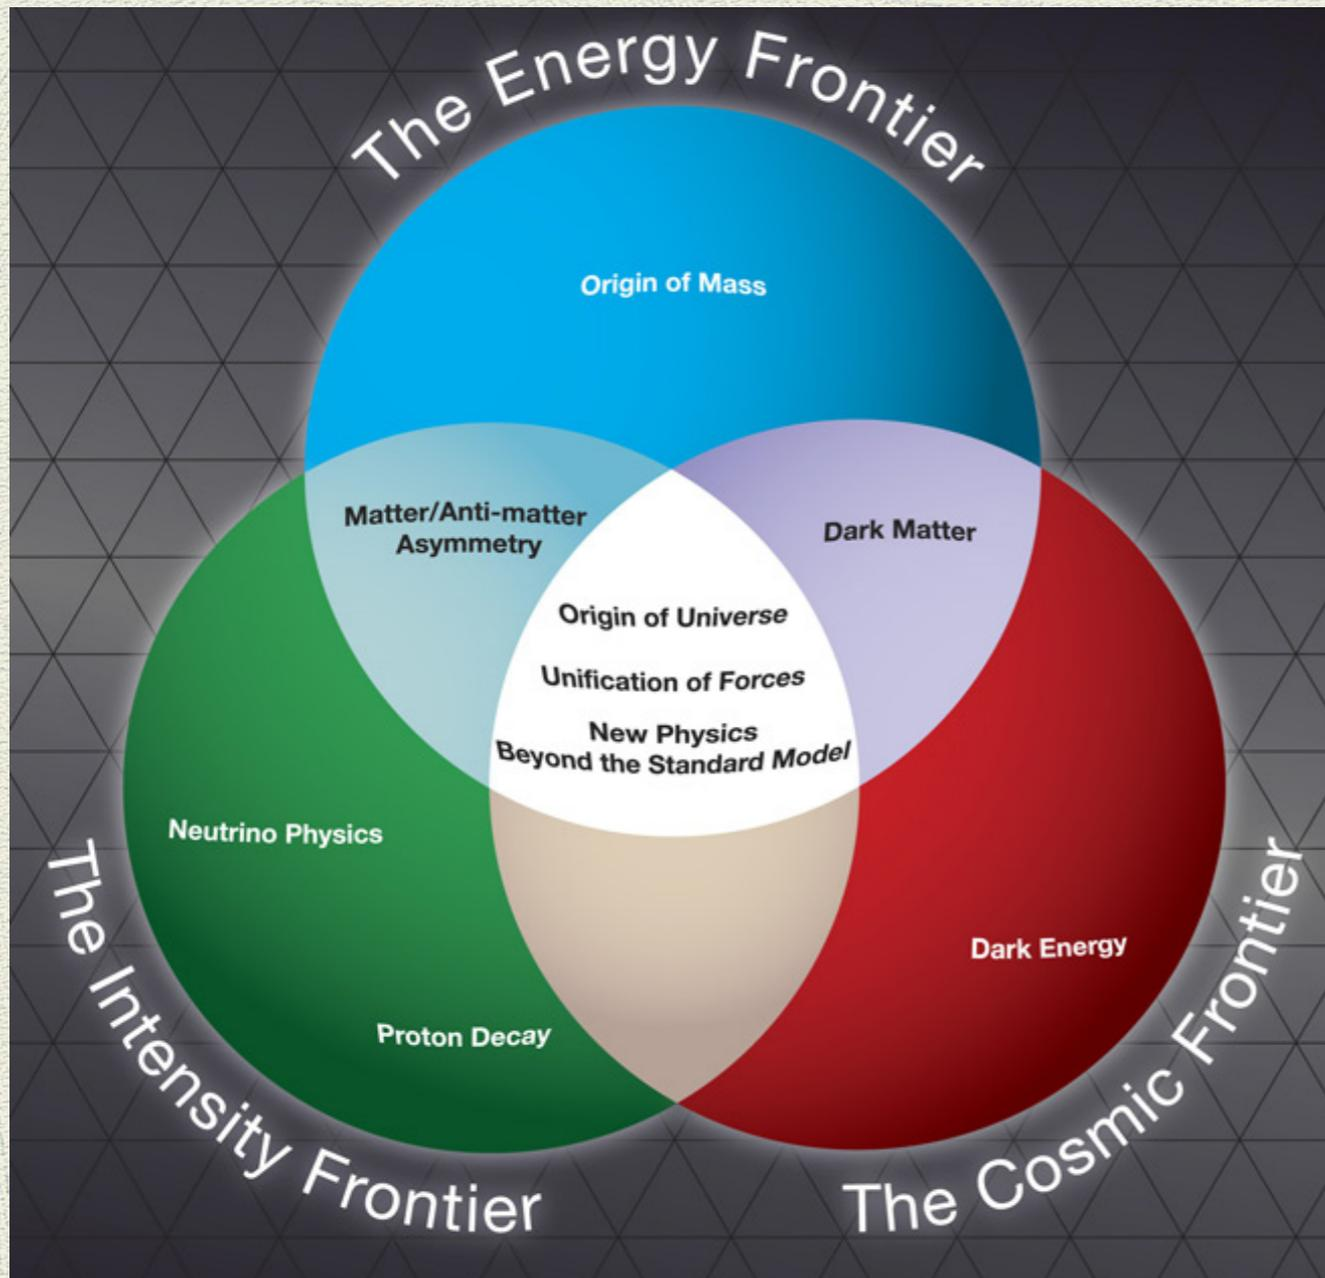 The Energy Frontier
Origin of Mass
Matter/Anti-matter
Asymmetry
Dark Matter
Origin of Universe
Unification of Forces
New Physics
Beyond the Standard Model
Neutrino Physics
Dark Energy
Proton Decay
The Intensity Frontier
The Cosmic Frontier